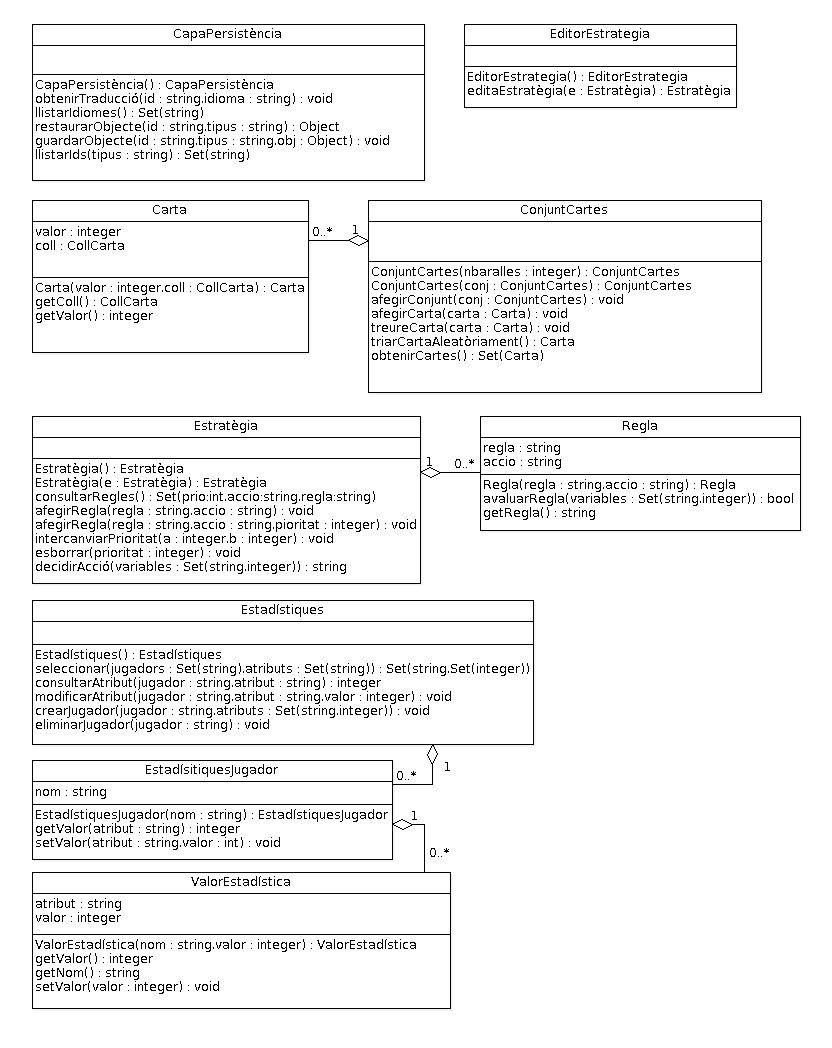 CapaPersistència
CapaPersistència() : CapaPersistència
obtenirTraducció(id : string.idioma : string) : void
llistarIdiomes() : Set(string)
restaurarObjecte(id : string.tipus : string) : Object
guardarObjecte(id : string.tipus : string.obj : Object) : void
llistarIds(tipus : string) : Set(string)
EditorEstrategia
EditorEstrategia() : EditorEstrategia
editaEstratègia(e : Estratègia) : Estratègia
Carta
valor : integer
coll : CollCarta
Carta(valor : integer.coll : CollCarta) : Carta
getColl() : CollCarta
getValor() : integer
0..*
1
ConjuntCartes
ConjuntCartes(nbaralles : integer) : ConjuntCartes
ConjuntCartes(conj : ConjuntCartes) : ConjuntCartes
afegirConjunt(conj : ConjuntCartes) : void
afegirCarta(carta : Carta) : void
treureCarta(carta : Carta) : void
triarCartaAleatòriament() : Carta
obtenirCartes() : Set(Carta)
Estratègia
Estratègia() : Estratègia
Estratègia(e : Estratègia) : Estratègia
consultarRegles() : Set(prio:int.accio:string.regla:string)
afegirRegla(regla : string.accio : string) : void
afegirRegla(regla : string.accio : string.pioritat : integer) : void
intercanviarPrioritat(a : integer.b : integer) : void
esborrar(prioritat : integer) : void
decidirAcció(variables : Set(string.integer)) : string
1
0..*
Regla
regla : string
accio : string
Regla(regla : string.accio : string) : Regla
avaluarRegla(variables : Set(string.integer)) : bool
getRegla() : string
Estadístiques
Estadístiques() : Estadístiques
seleccionar(jugadors : Set(string).atributs : Set(string)) : Set(string.Set(integer))
consultarAtribut(jugador : string.atribut : string) : integer
modificarAtribut(jugador : string.atribut : string.valor : integer) : void
crearJugador(jugador : string.atributs : Set(string.integer)) : void
eliminarJugador(jugador : string) : void
1
0..*
EstadísitiquesJugador
nom : string
EstadístiquesJugador(nom : string) : EstadístiquesJugador
getValor(atribut : string) : integer
setValor(atribut : string.valor : int) : void
1
0..*
ValorEstadística
atribut : string
valor : integer
ValorEstadística(nom : string.valor : integer) : ValorEstadística
getValor() : integer
getNom() : string
setValor(valor : integer) : void